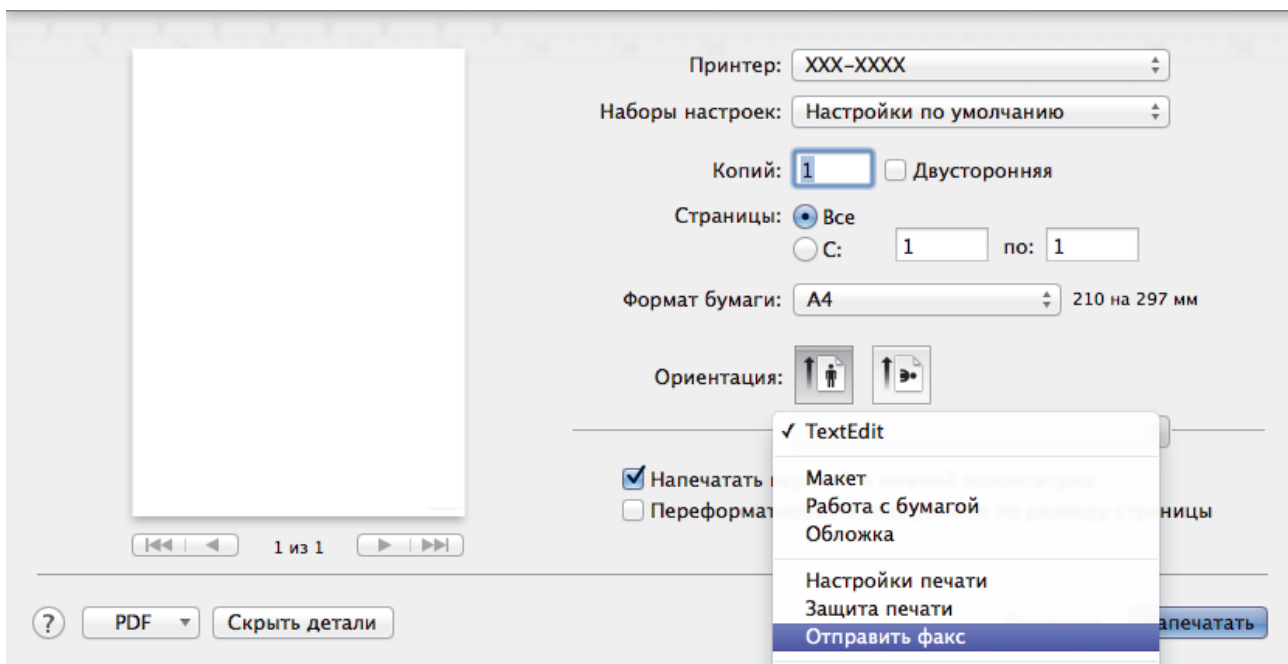 Принтер: XXX-XXXX
Наборы настроек: Настройки по умолчанию
Копий: 1 Двусторонняя
Страницы: Все
С: 1 по: 1
Формат бумаги: A4 210 на 297 мм
Ориентация:
✓ TextEdit
Напечатать
Макет
Работа с бумагой
Переформат ницы
Обложка
1 из 1
Настройки печати
Защита печати
? PDF Скрыть детали апечатать
Отправить факс